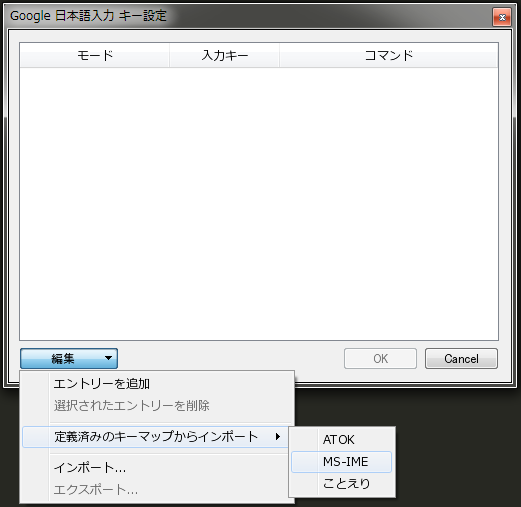 Google 日本語入力 キー設定
モード 入力キー コマンド
編集 OK Cancel
エントリーを追加
選択されたエントリーを削除
定義済みのキーマップからインポート
ATOK
MS-IME
ことえり
インポート...
エクスポート...